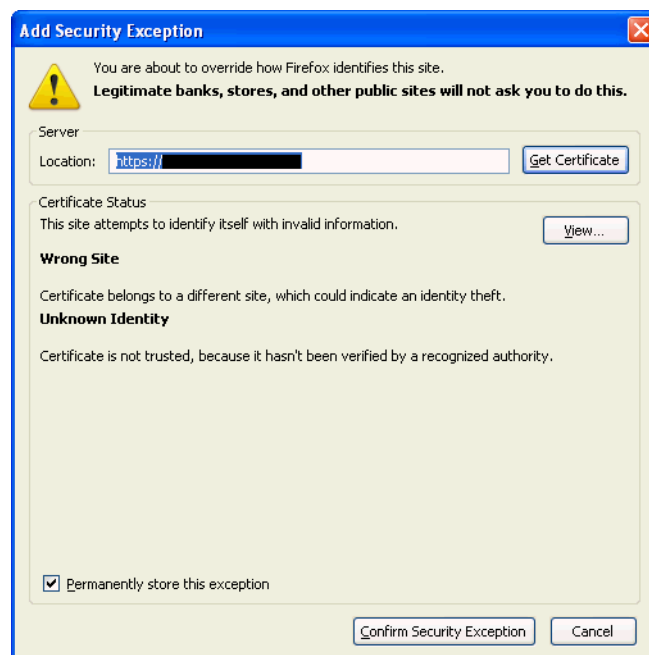 Add Security Exception
You are about to override how Firefox identifies this site.
Legitimate banks, stores, and other public sites will not ask you to do this.
Server
Location: https:// Get Certificate
Certificate Status
This site attempts to identify itself with invalid information.
View...
Wrong Site
Certificate belongs to a different site, which could indicate an identity theft.
Unknown Identity
Certificate is not trusted, because it hasn't been verified by a recognized authority.
Permanently store this exception
Confirm Security Exception Cancel